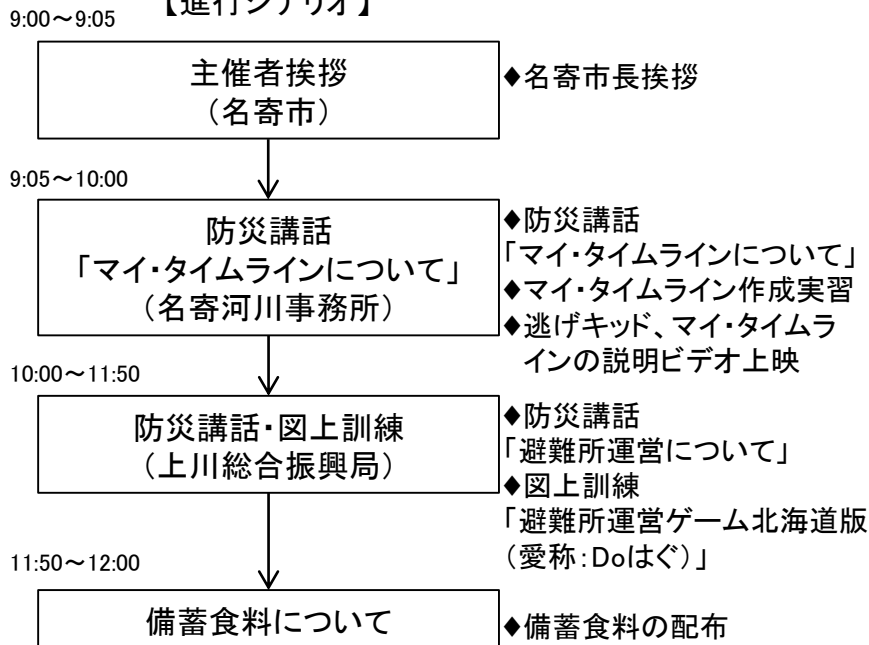 【進行シナリオ】
9:00～9:05
主催者挨拶
（名寄市）
◆名寄市長挨拶
9:05～10:00
防災講話
「マイ・タイムラインについて」
（名寄河川事務所）
◆防災講話
「マイ・タイムラインについて」
◆マイ・タイムライン作成実習
◆逃げキッド、マイ・タイムラ
インの説明ビデオ上映
10:00～11:50
防災講話・図上訓練
（上川総合振興局）
◆防災講話
「避難所運営について」
◆図上訓練
「避難所運営ゲーム北海道版
（愛称：Doはぐ）」
11:50～12:00
備蓄食料について
◆備蓄食料の配布